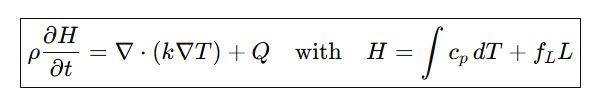 ρ ∂H/∂t = ∇ · (k∇T) + Q with H = ∫ c_p dT + f_L L